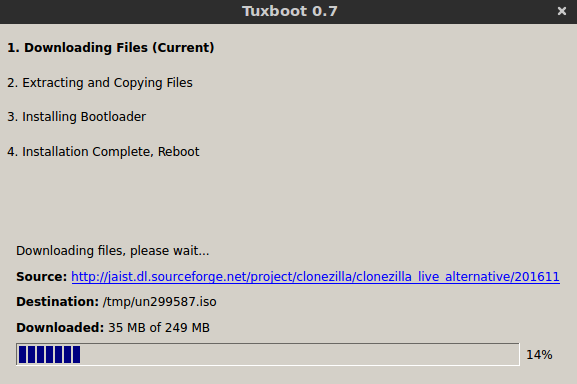 Tuxboot 0.7
1. Downloading Files (Current)
2. Extracting and Copying Files
3. Installing Bootloader
4. Installation Complete, Reboot
Downloading files, please wait...
Source: http://jaist.dl.sourceforge.net/project/clonezilla/clonezilla_live_alternative/201611
Destination: /tmp/un299587.iso
Downloaded: 35 MB of 249 MB
14%